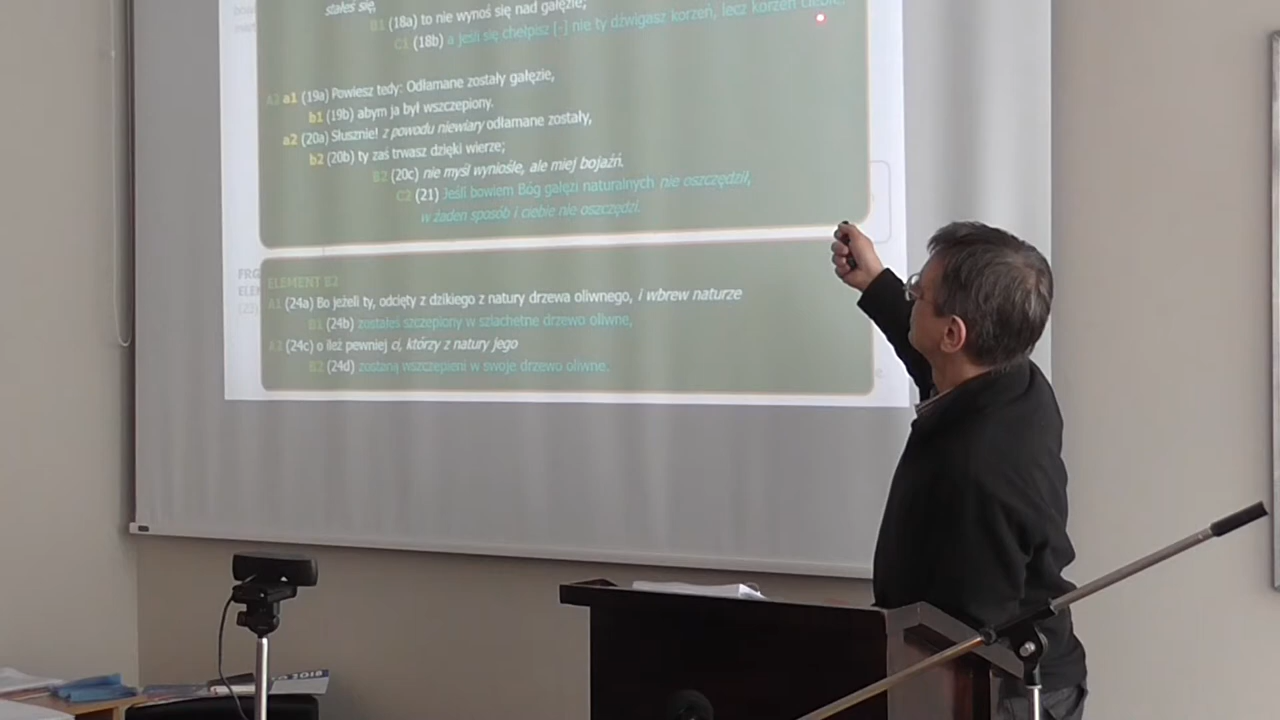 stałeś się,
B1 (18a) to nie wynoś się nad gałęzie;
C1 (18b) a jeśli się chełpisz [-] nie ty dźwigasz korzeń, lecz korzeń ciebie.
A2 a1 (19a) Powiesz tedy: Odłamane zostały gałęzie,
b1 (19b) abym ja był wszczepiony.
a2 (20a) Słusznie! z powodu niewiary odłamane zostały,
b2 (20b) ty zaś trwasz dzięki wierze;
B2 (20c) nie myśl wyniośle, ale miej bojaźń.
C2 (21) Jeśli bowiem Bóg gałęzi naturalnych nie oszczędził,
w żaden sposób i ciebie nie oszczędzi.
ELEMENT B2
A1 (24a) Bo jeżeli ty, odcięty z dzikiego z natury drzewa oliwnego, i wbrew naturze
B1 (24b) zostałeś szczepiony w szlachetne drzewo oliwne,
A2 (24c) o ileż pewniej ci, którzy z natury jego
B2 (24d) zostaną wszczepieni w swoje drzewo oliwne.
2018